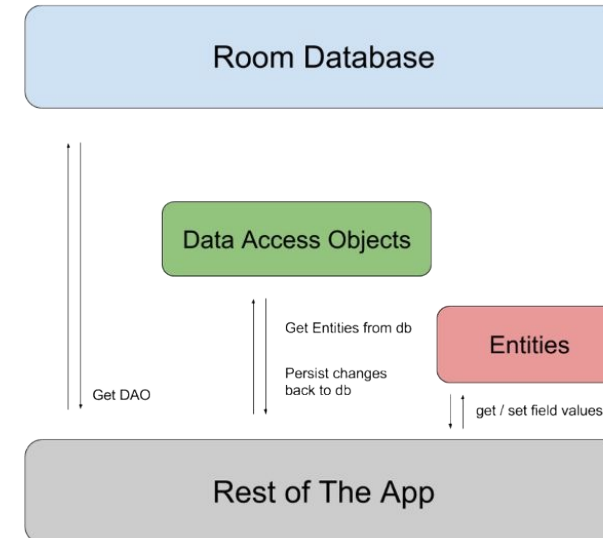 Room Database
Data Access Objects
Get Entities from db
Persist changes
back to db
Entities
Get DAO
get / set field values
Rest of The App